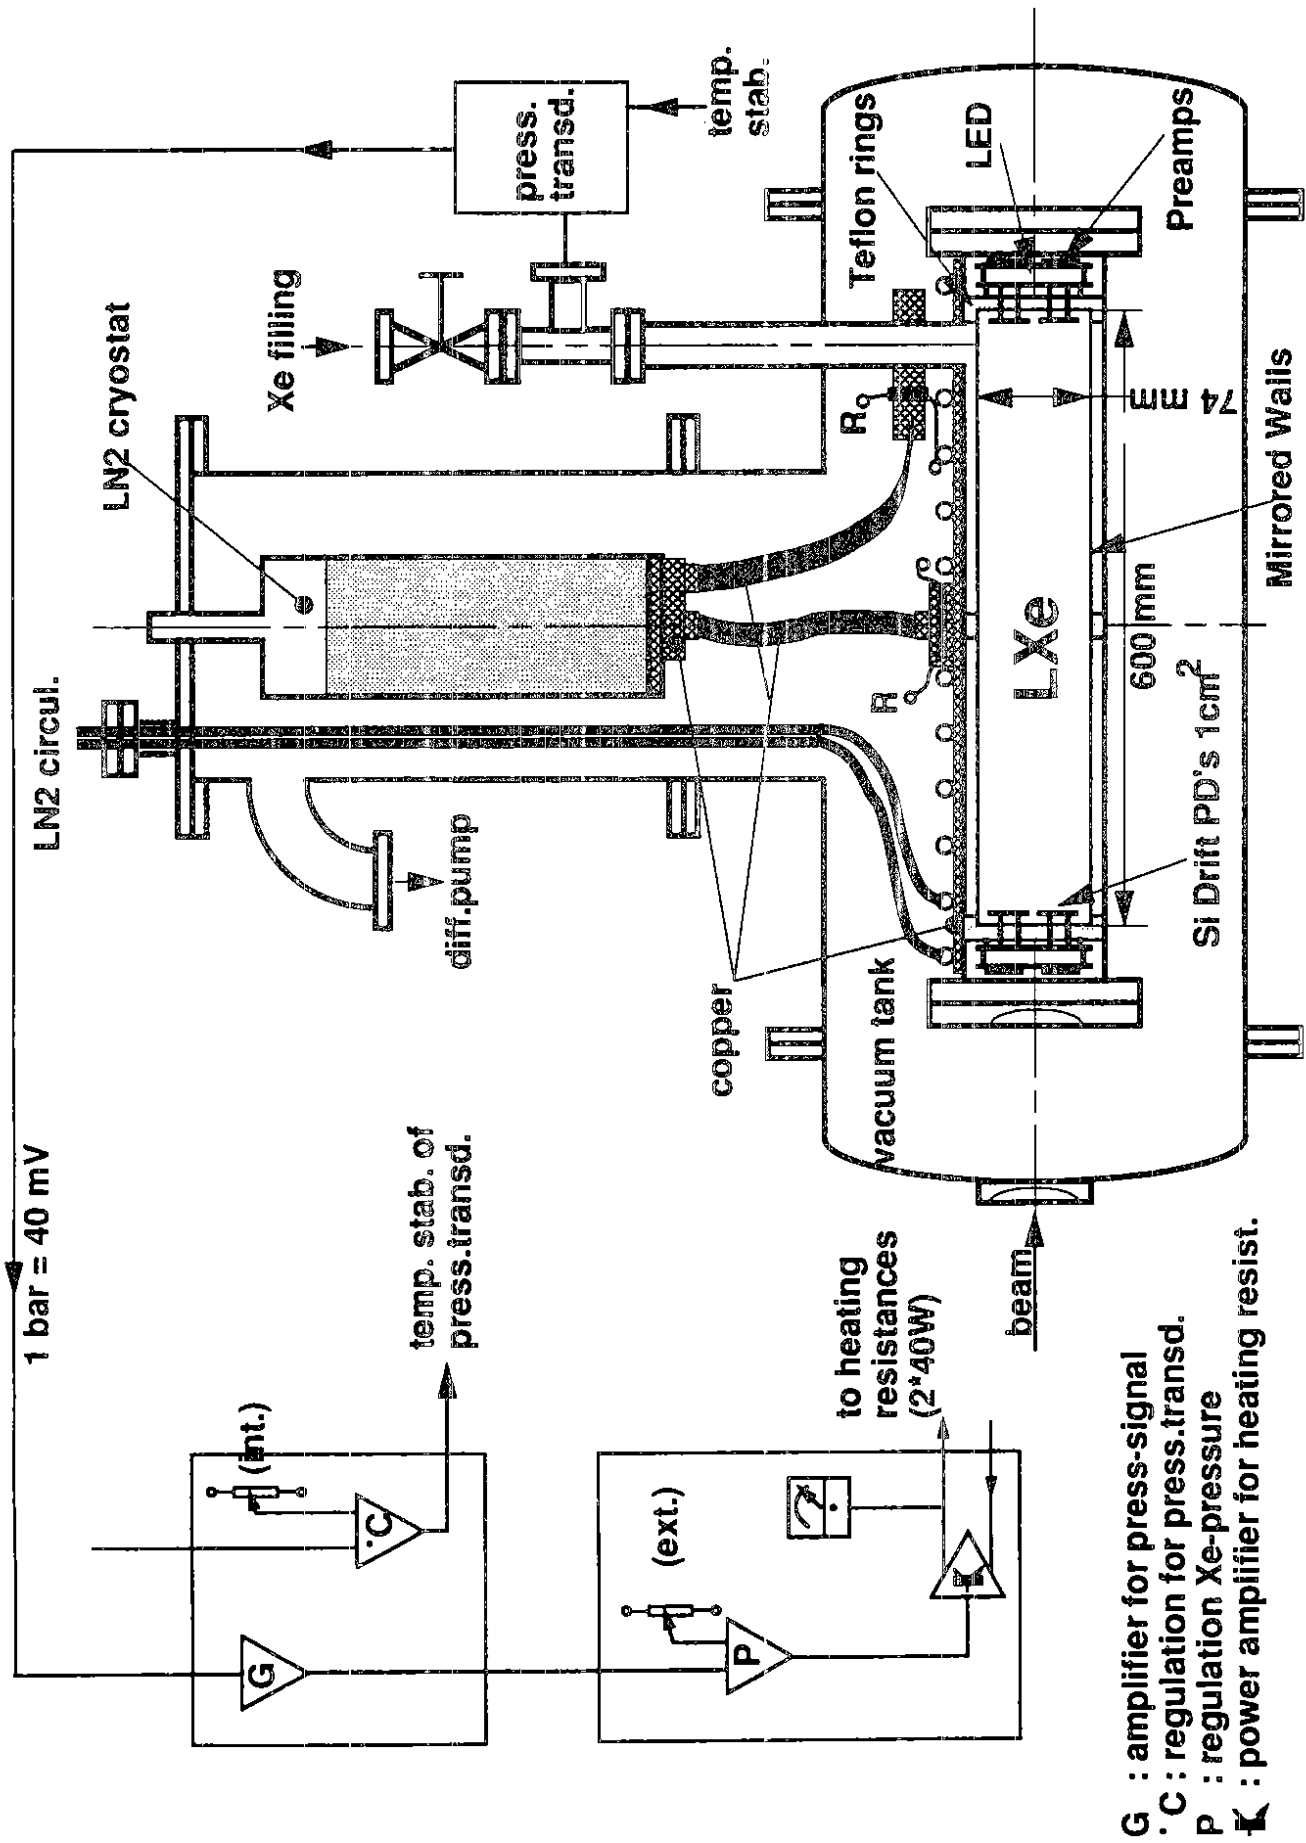 1 bar = 40 mV
LN2 circul.
LN2 cryostat
Xe filling
press.
transd.
temp.
stab.
(int.)
G
°C
temp. stab. of
press.transd.
diff.pump
copper
R
R
Teflon rings
LED
Preamps
(ext.)
P
K
to heating
resistances
(2*40W)
vacuum tank
beam
LXe
74
mm
600 mm
Si Drift PD's 1cm²
Mirrored Walls
G : amplifier for press-signal
°C : regulation for press.transd.
P : regulation Xe-pressure
K : power amplifier for heating resist.